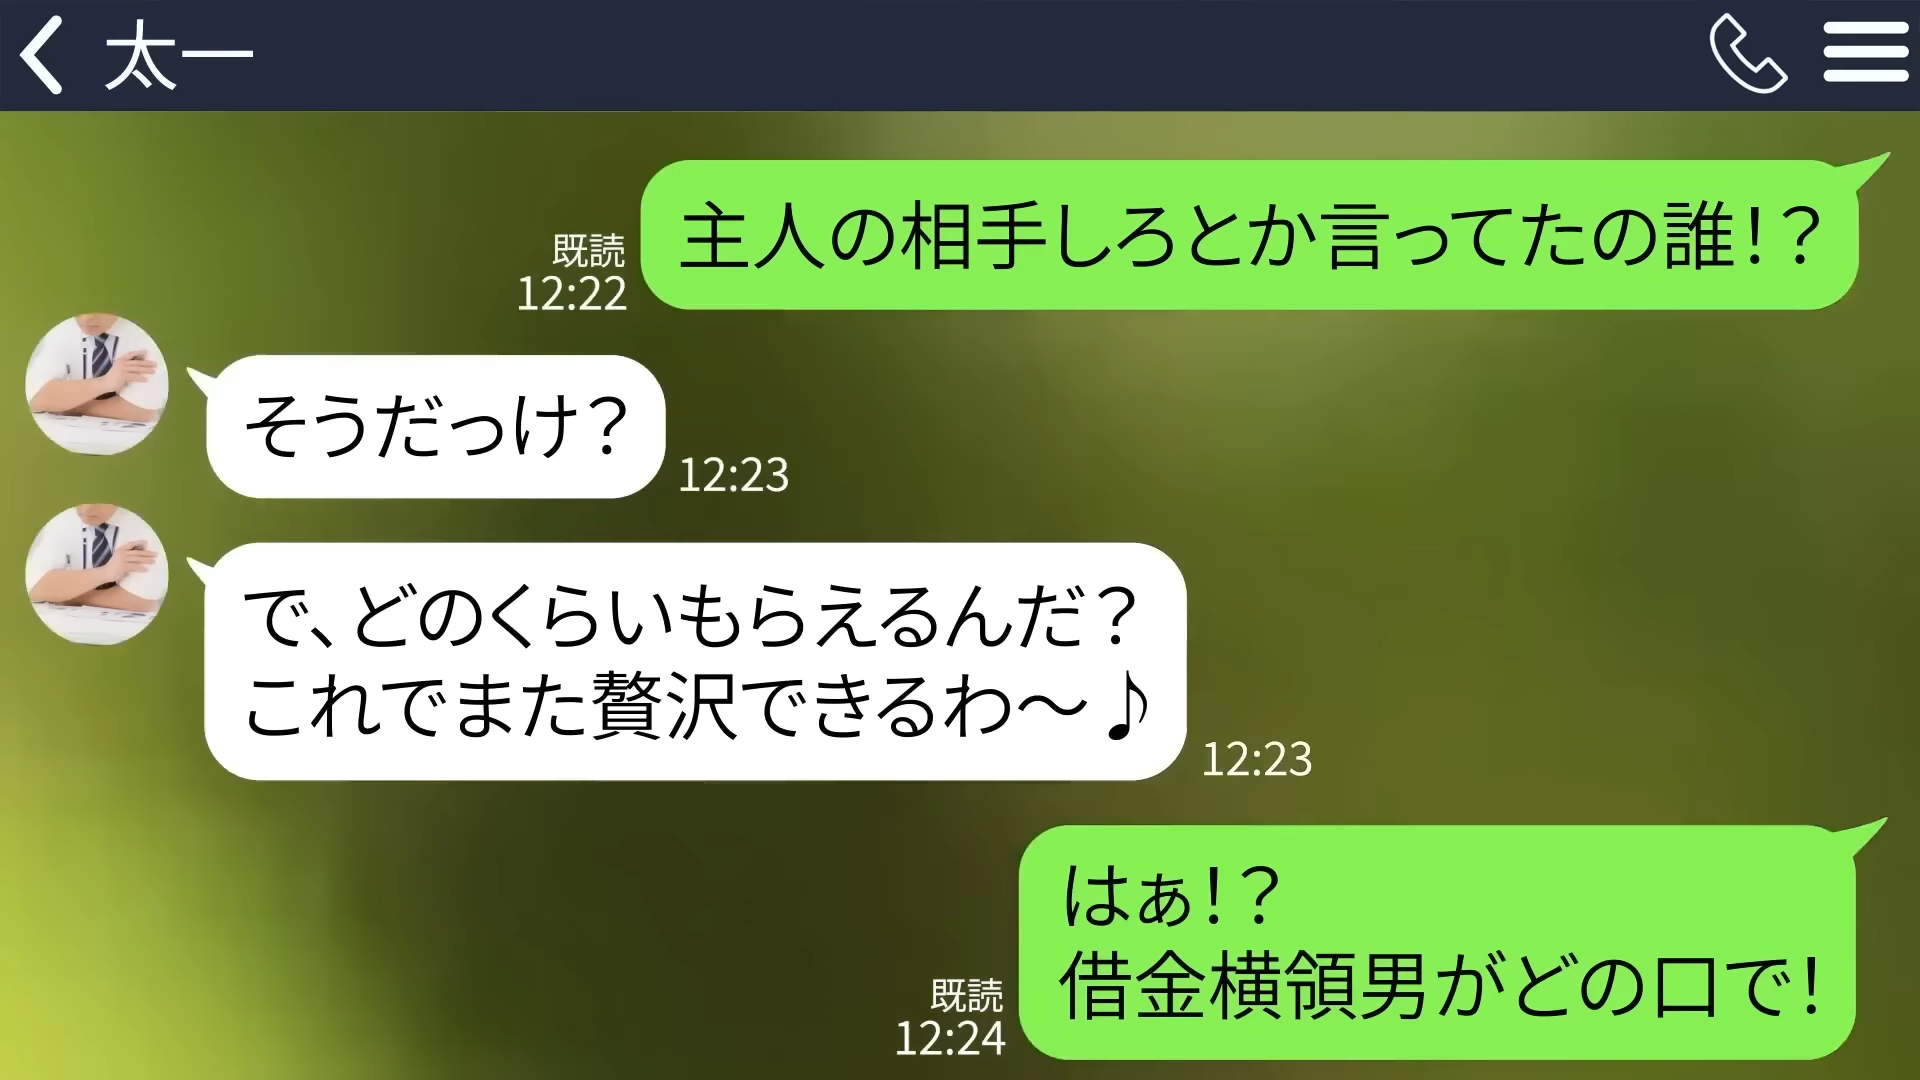 太一
主人の相手しろとか言ってたの誰！？
既読
12:22
そうだっけ？
12:23
で、どのくらいもらえるんだ？
これでまた贅沢できるわ～♪
12:23
はぁ！？
借金横領男がどの口で！
既読
12:24